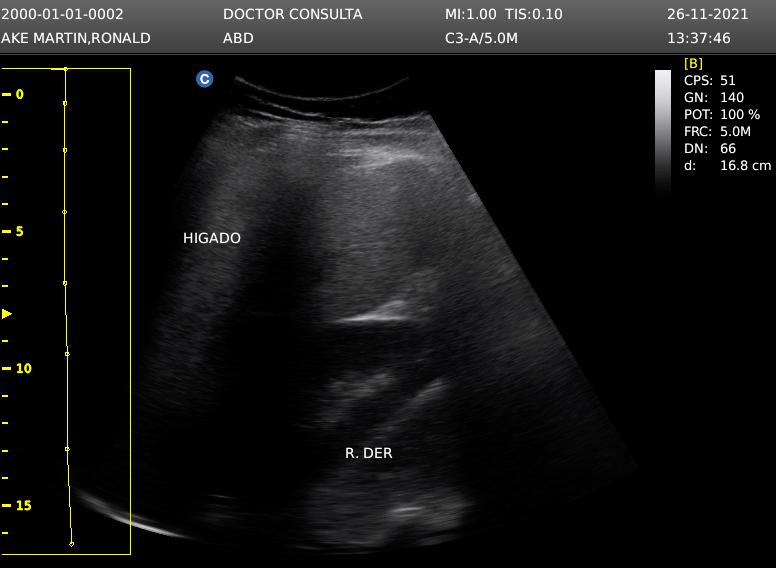 2000-01-01-0002 DOCTOR CONSULTA MI:1.00 TIS:0.10 26-11-2021
AKE MARTIN,RONALD ABD C3-A/5.0M 13:37:46
[B]
CPS: 51
GN: 140
POT: 100 %
FRC: 5.0M
DN: 66
d: 16.8 cm
C
0
5
10
15
HIGADO
R. DER